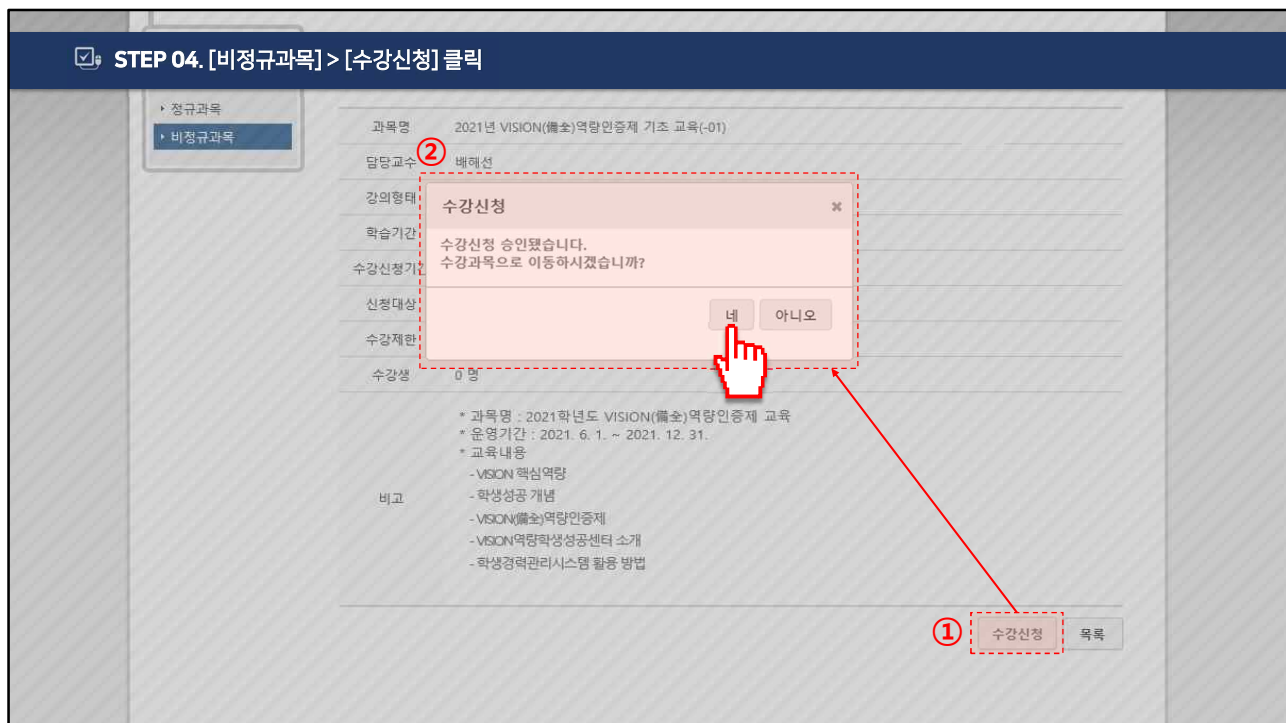 STEP 04. [비정규과목] > [수강신청] 클릭
정규과목
비정규과목
과목명 2021년 VISION(備全)역량인증제 기초 교육(-01)
② 담당교수 배해선
강의형태
학습기간
수강신청기간
신청대상
수강제한
수강신청 ×
수강신청 승인됐습니다.
수강과목으로 이동하시겠습니까?
네 아니오
수강생 0 명
비고
* 과목명 : 2021학년도 VISION(備全)역량인증제 교육
* 운영기간 : 2021. 6. 1. ~ 2021. 12. 31.
* 교육내용
- VISION 핵심역량
- 학생성공 개념
- VISION(備全)역량인증제
- VISION역량학생성공센터 소개
- 학생경력관리시스템 활용 방법
① 수강신청 목록